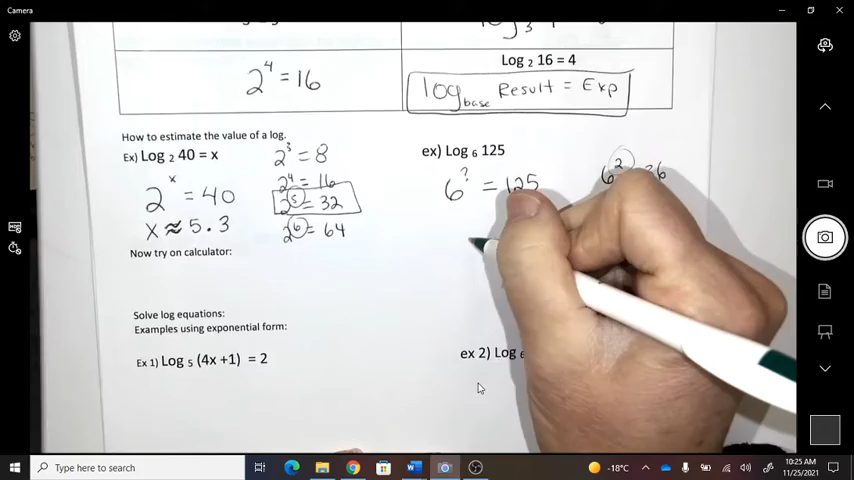 Camera
2⁴ = 16
Log ₂ 16 = 4
log base Result = Exp
How to estimate the value of a log.
Ex) Log ₂ 40 = x
2ˣ = 40
x ≈ 5.3
2³ = 8
2⁴ = 16
2⁵ = 32
2⁶ = 64
ex) Log ₆ 125
6^? = 125
6²
Now try on calculator:
Solve log equations:
Examples using exponential form:
Ex 1) Log ₅ (4x +1) = 2
ex 2) Log
Type here to search
-18°C
10:25 AM
11/25/2021